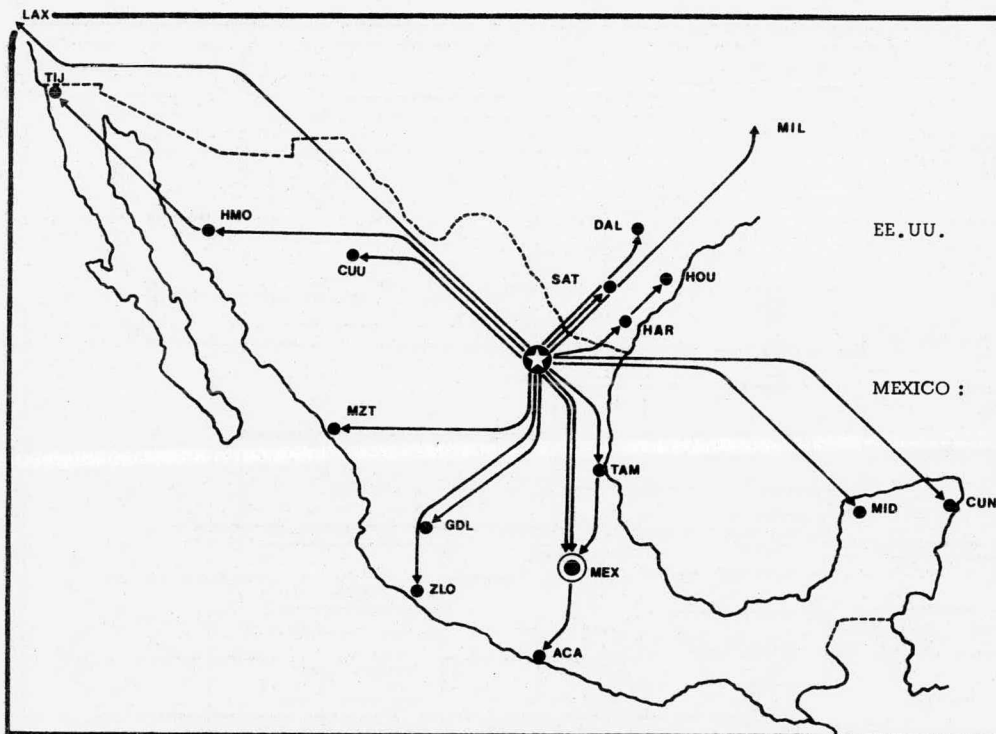 LAX
TIJ
MIL
HMO
DAL
EE.UU.
CUU
SAT
HOU
HAR
MEXICO :
MZT
TAM
MID
CUN
GDL
MEX
ZLO
ACA